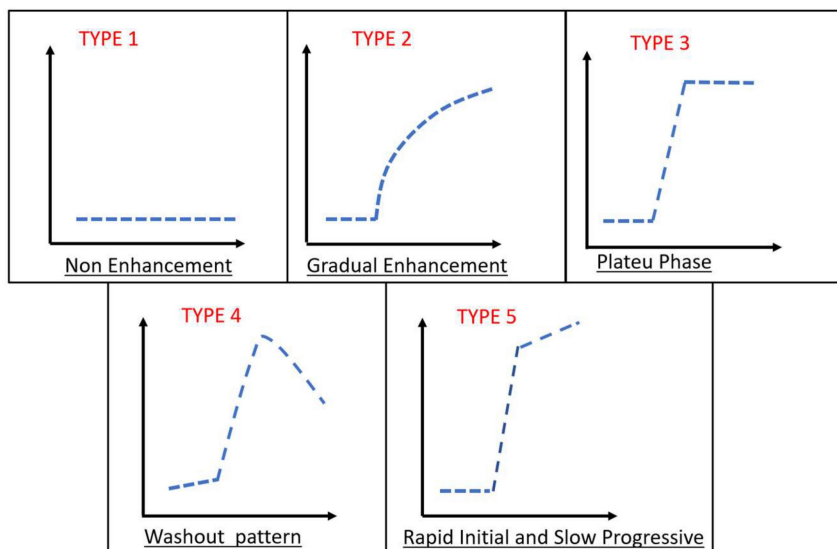 TYPE 1
Non Enhancement
TYPE 2
Gradual Enhancement
TYPE 3
Plateu Phase
TYPE 4
Washout pattern
TYPE 5
Rapid Initial and Slow Progressive